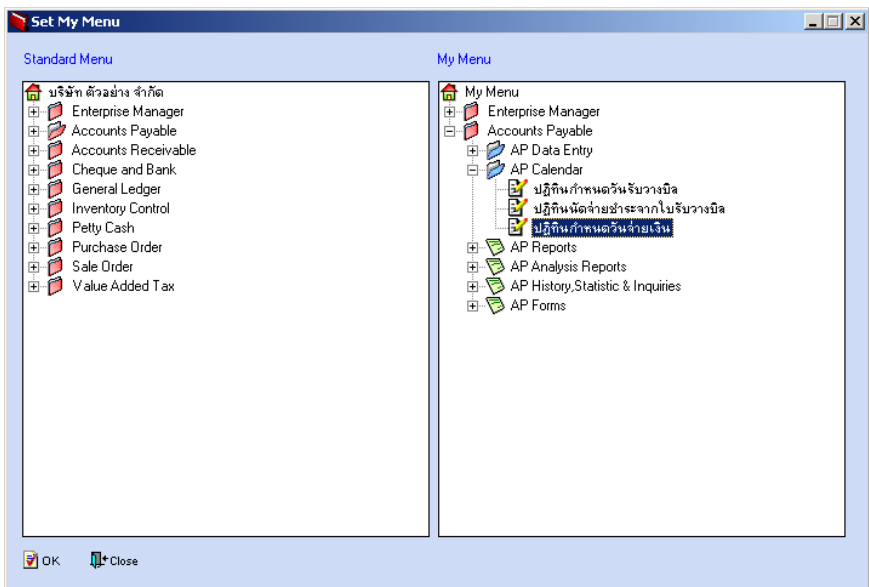 Set My Menu
Standard Menu
บริษัท ตัวอย่าง จำกัด
Enterprise Manager
Accounts Payable
Accounts Receivable
Cheque and Bank
General Ledger
Inventory Control
Petty Cash
Purchase Order
Sale Order
Value Added Tax
My Menu
My Menu
Enterprise Manager
Accounts Payable
AP Data Entry
AP Calendar
ปฏิทินกำหนดวันรับวางบิล
ปฏิทินนัดจ่ายชำระจากใบรับวางบิล
ปฏิทินกำหนดวันจ่ายเงิน
AP Reports
AP Analysis Reports
AP History,Statistic & Inquiries
AP Forms
OK
Close